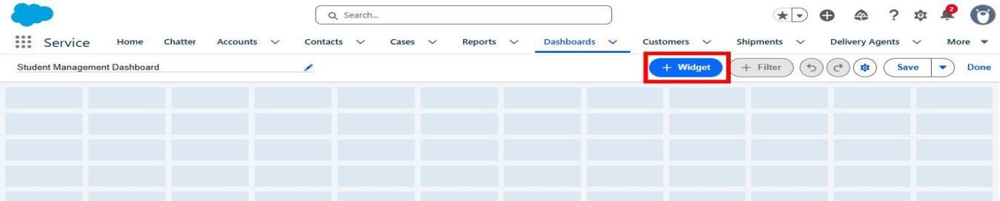 Search...
2
Service Home Chatter Accounts Contacts Cases Reports Dashboards Customers Shipments Delivery Agents More
Student Management Dashboard + Widget + Filter Save Done